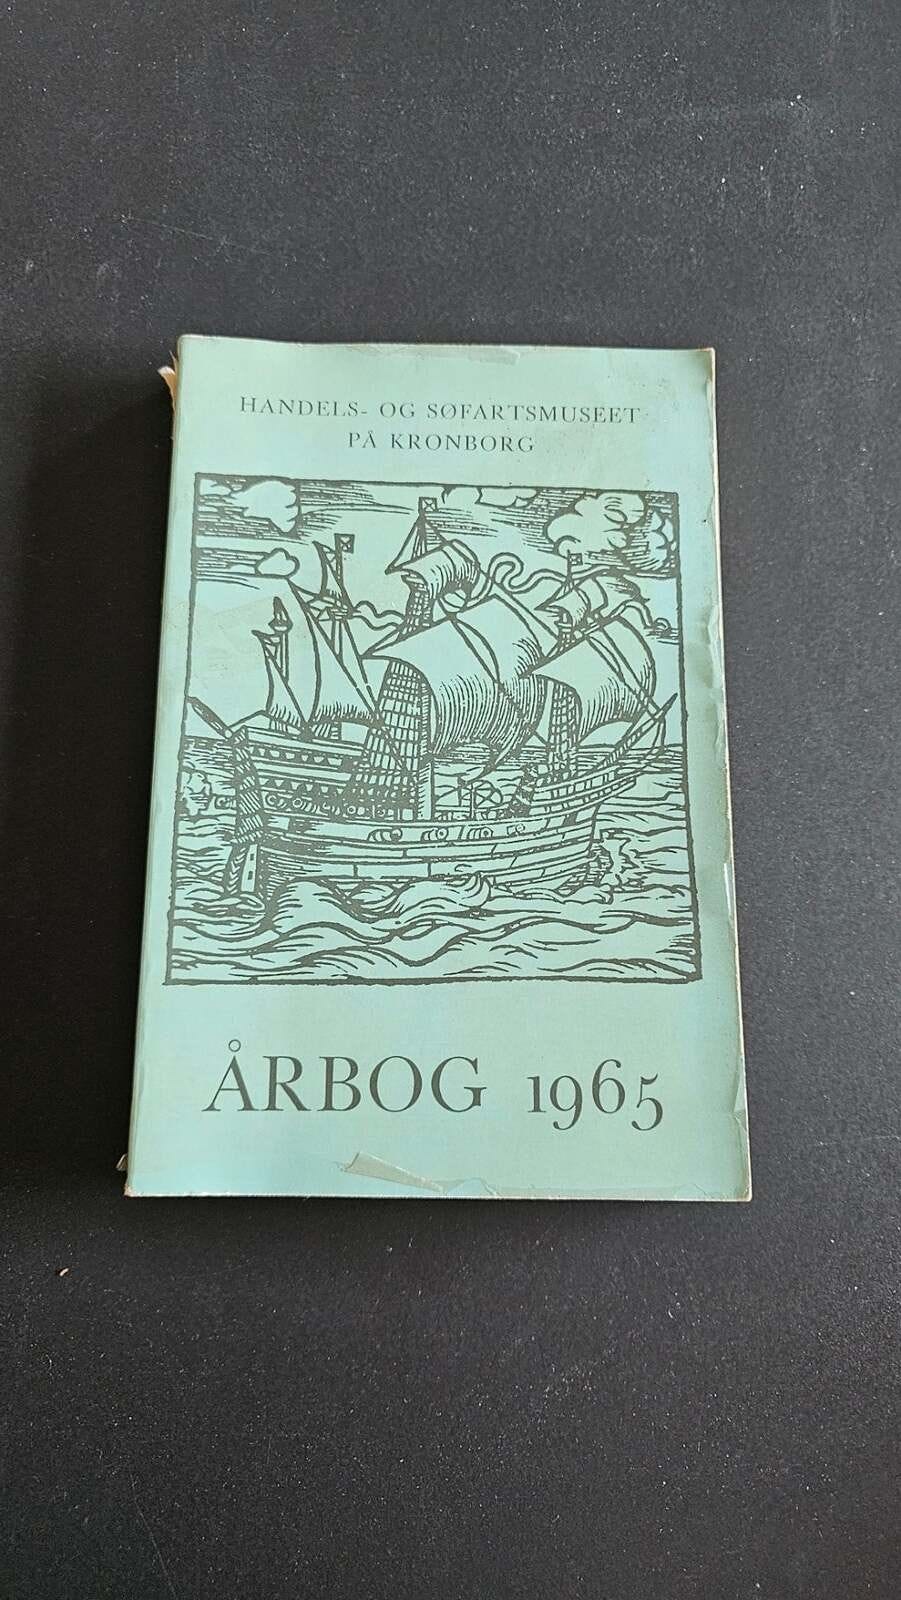 HANDELS- OG SØFARTSMUSEET
PÅ KRONBORG
ÅRBOG 1965